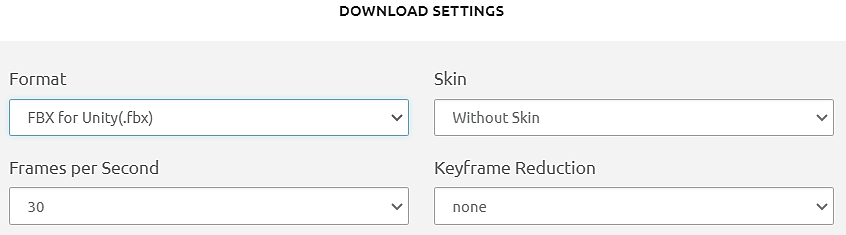 DOWNLOAD SETTINGS
Format
Skin
FBX for Unity(.fbx)
Without Skin
Frames per Second
Keyframe Reduction
30
none